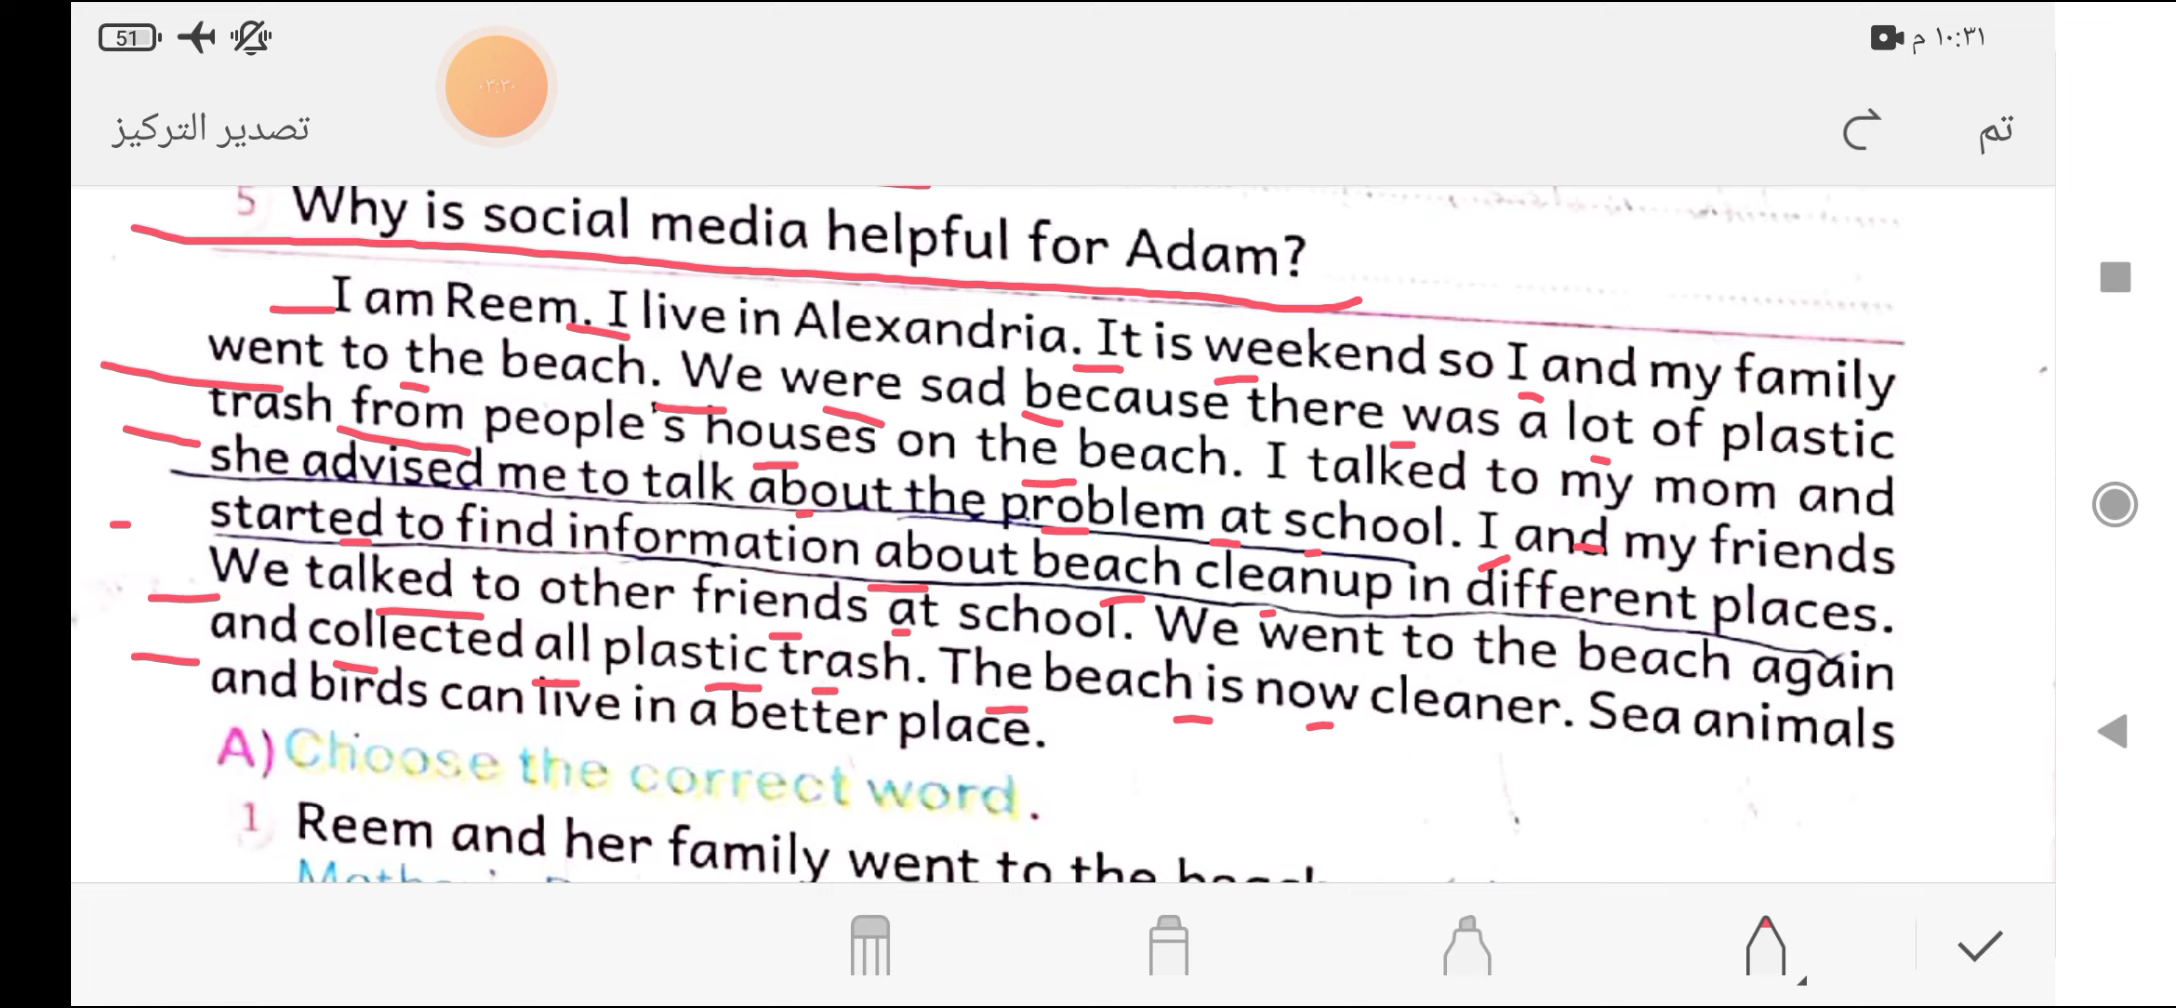 51
١٠:٣١ م
٠٣:٣٠
تصدير التركيز
تم
5 Why is social media helpful for Adam?
I am Reem. I live in Alexandria. It is weekend so I and my family
went to the beach. We were sad because there was a lot of plastic
trash from people's houses on the beach. I talked to my mom and
she advised me to talk about the problem at school. I and my friends
started to find information about beach cleanup in different places.
We talked to other friends at school. We went to the beach again
and collected all plastic trash. The beach is now cleaner. Sea animals
and birds can live in a better place.
A) Choose the correct word.
1 Reem and her family went to the beach